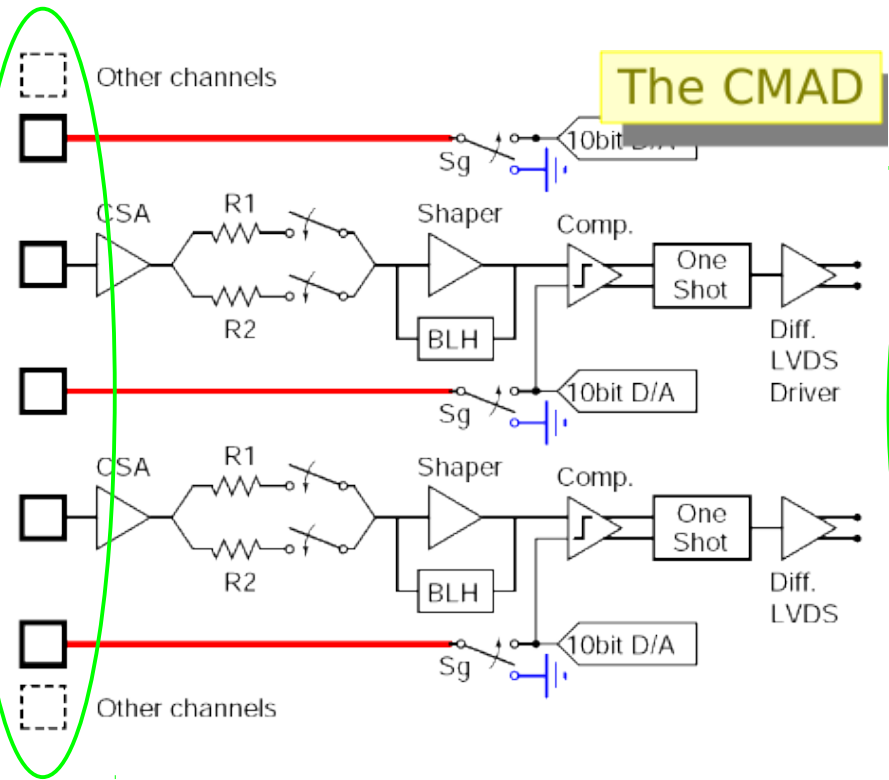 Other channels
The CMAD
10bit D/A
Sg
CSA
R1
Shaper
Comp.
One
Shot
R2
BLH
Diff.
LVDS
Driver
Sg
10bit D/A
CSA
R1
Shaper
Comp.
One
Shot
R2
BLH
Diff.
LVDS
Sg
10bit D/A
Other channels